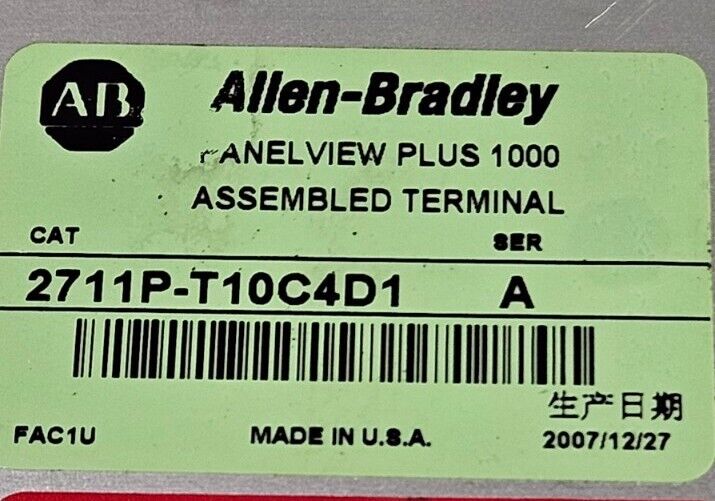 AB Allen-Bradley
PANELVIEW PLUS 1000
ASSEMBLED TERMINAL
CAT SER
2711P-T10C4D1 A
生产日期
FAC1U MADE IN U.S.A. 2007/12/27